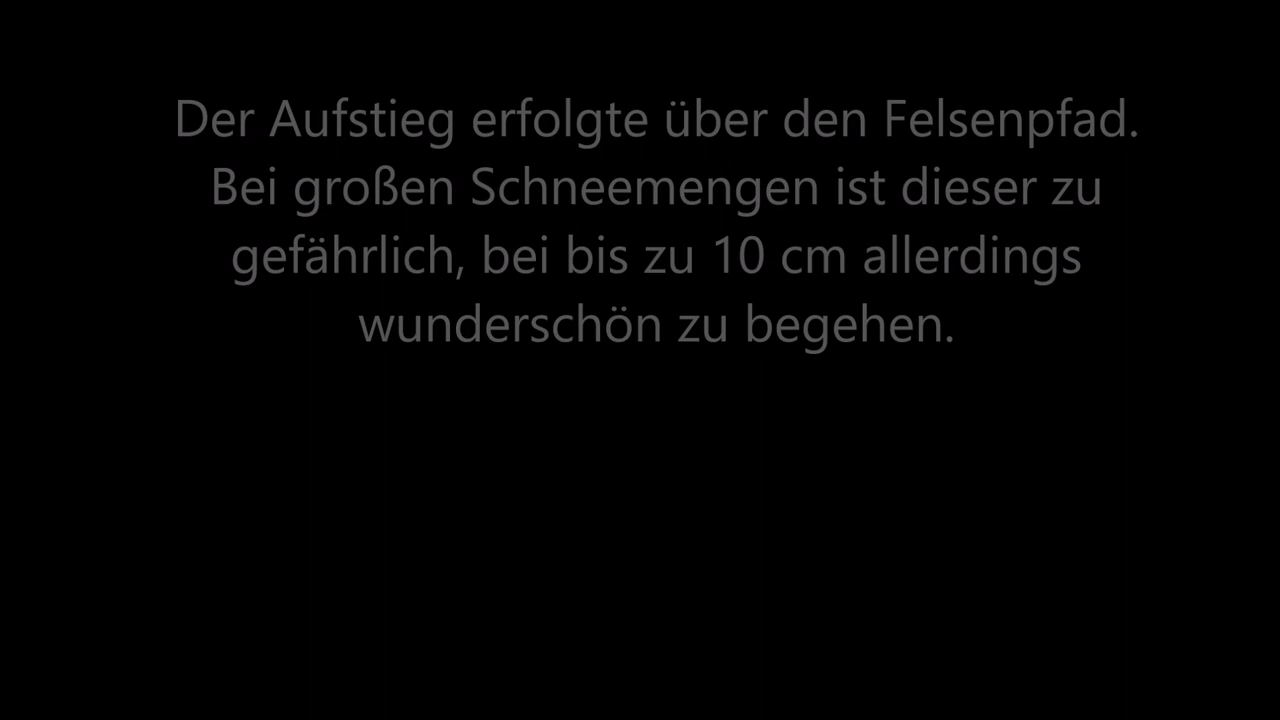 Der Aufstieg erfolgte über den Felsenpfad.
Bei großen Schneemengen ist dieser zu
gefährlich, bei bis zu 10 cm allerdings
wunderschön zu begehen.